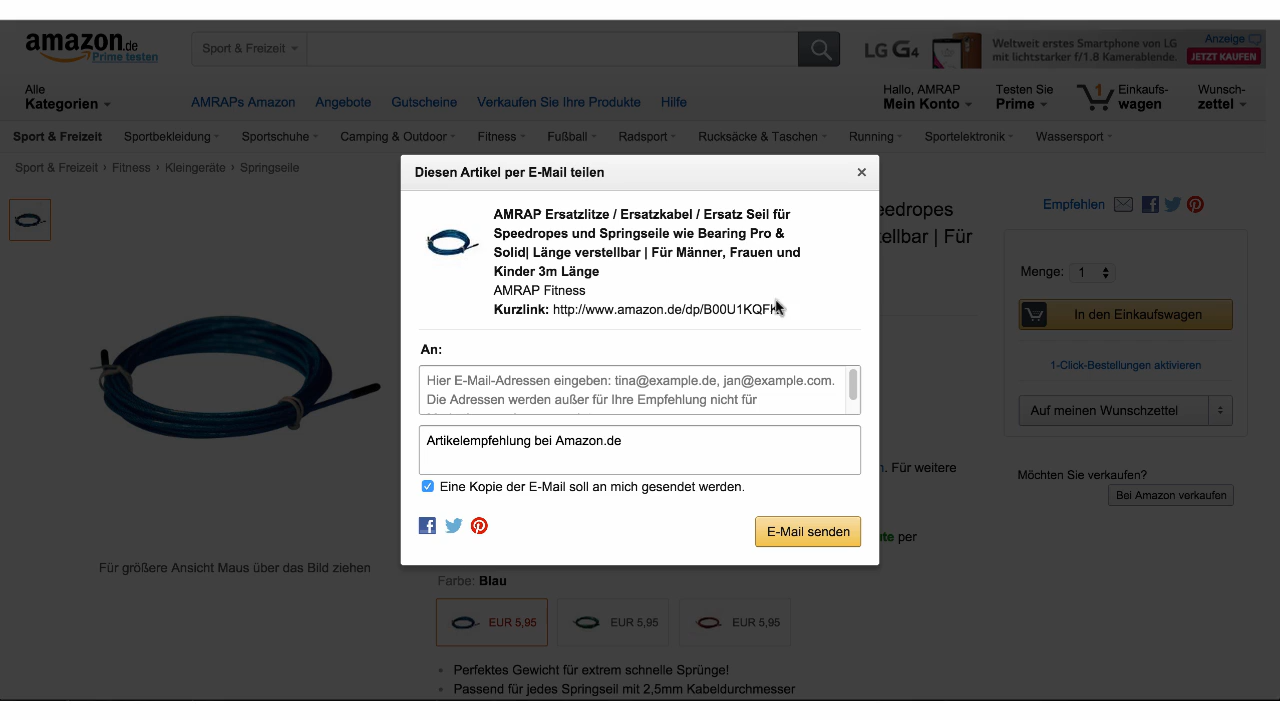 amazon.de
Prime testen
Sport & Freizeit
LG G4
Weltweit erstes Smartphone von LG
mit lichtstarker f/1.8 Kamerablende.
Anzeige
JETZT KAUFEN
Alle
Kategorien
AMRAPs Amazon
Angebote
Gutscheine
Verkaufen Sie Ihre Produkte
Hilfe
Hallo, AMRAP
Mein Konto
Testen Sie
Prime
1
Einkaufs-
wagen
Wunsch-
zettel
Sport & Freizeit
Sportbekleidung
Sportschuhe
Camping & Outdoor
Fitness
Fußball
Radsport
Rucksäcke & Taschen
Running
Sportelektronik
Wassersport
Sport & Freizeit › Fitness › Kleingeräte › Springseile
Diesen Artikel per E-Mail teilen
×
AMRAP Ersatzlitze / Ersatzkabel / Ersatz Seil für
Speedropes und Springseile wie Bearing Pro &
Solid| Länge verstellbar | Für Männer, Frauen und
Kinder 3m Länge
AMRAP Fitness
Kurzlink: http://www.amazon.de/dp/B00U1KQF
An:
Hier E-Mail-Adressen eingeben: tina@example.de, jan@example.com.
Die Adressen werden außer für Ihre Empfehlung nicht für
Artikelempfehlung bei Amazon.de
Eine Kopie der E-Mail soll an mich gesendet werden.
E-Mail senden
edropes
tellbar | Für
Empfehlen
Menge: 1
In den Einkaufswagen
1-Click-Bestellungen aktivieren
Auf meinen Wunschzettel
n. Für weitere
Möchten Sie verkaufen?
Bei Amazon verkaufen
te per
Für größere Ansicht Maus über das Bild ziehen
Farbe: Blau
EUR 5,95
EUR 5,95
EUR 5,95
• Perfektes Gewicht für extrem schnelle Sprünge!
• Passend für jedes Springseil mit 2,5mm Kabeldurchmesser